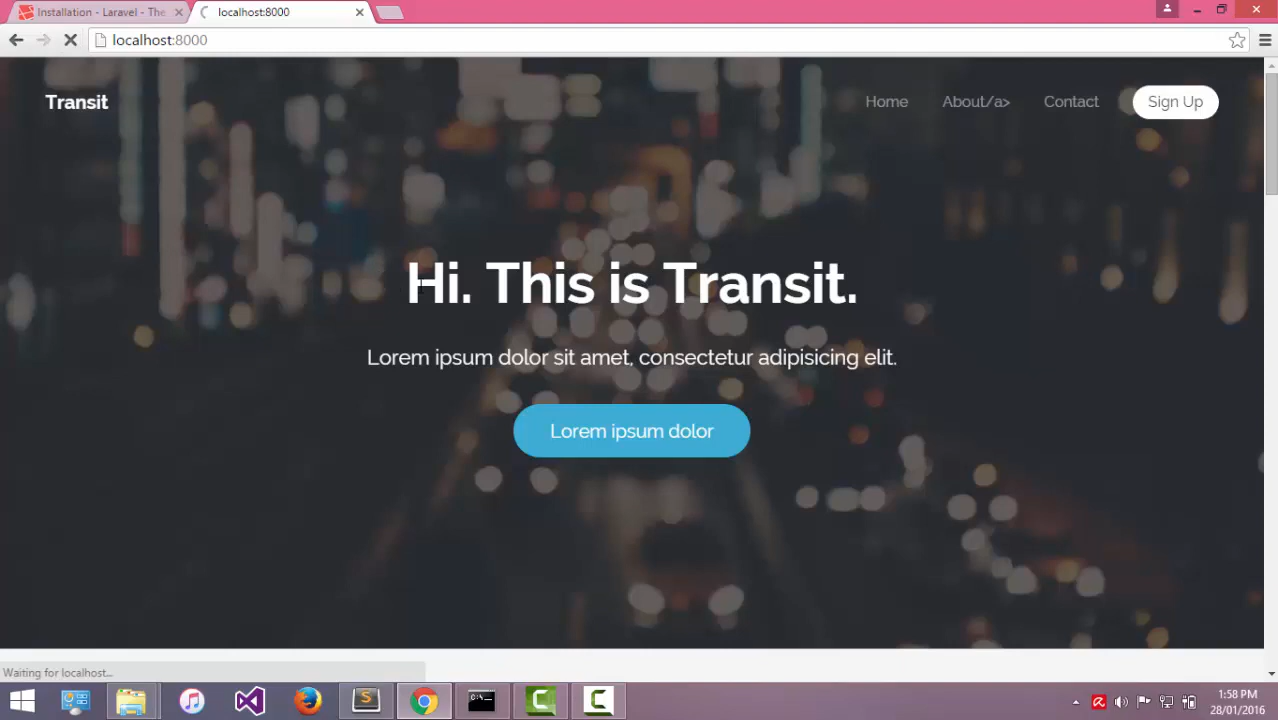 Installation - Laravel - The
localhost:8000
localhost:8000
Transit
Home
About/a>
Contact
Sign Up
Hi. This is Transit.
Lorem ipsum dolor sit amet, consectetur adipisicing elit.
Lorem ipsum dolor
Waiting for localhost...
1:58 PM
28/01/2016